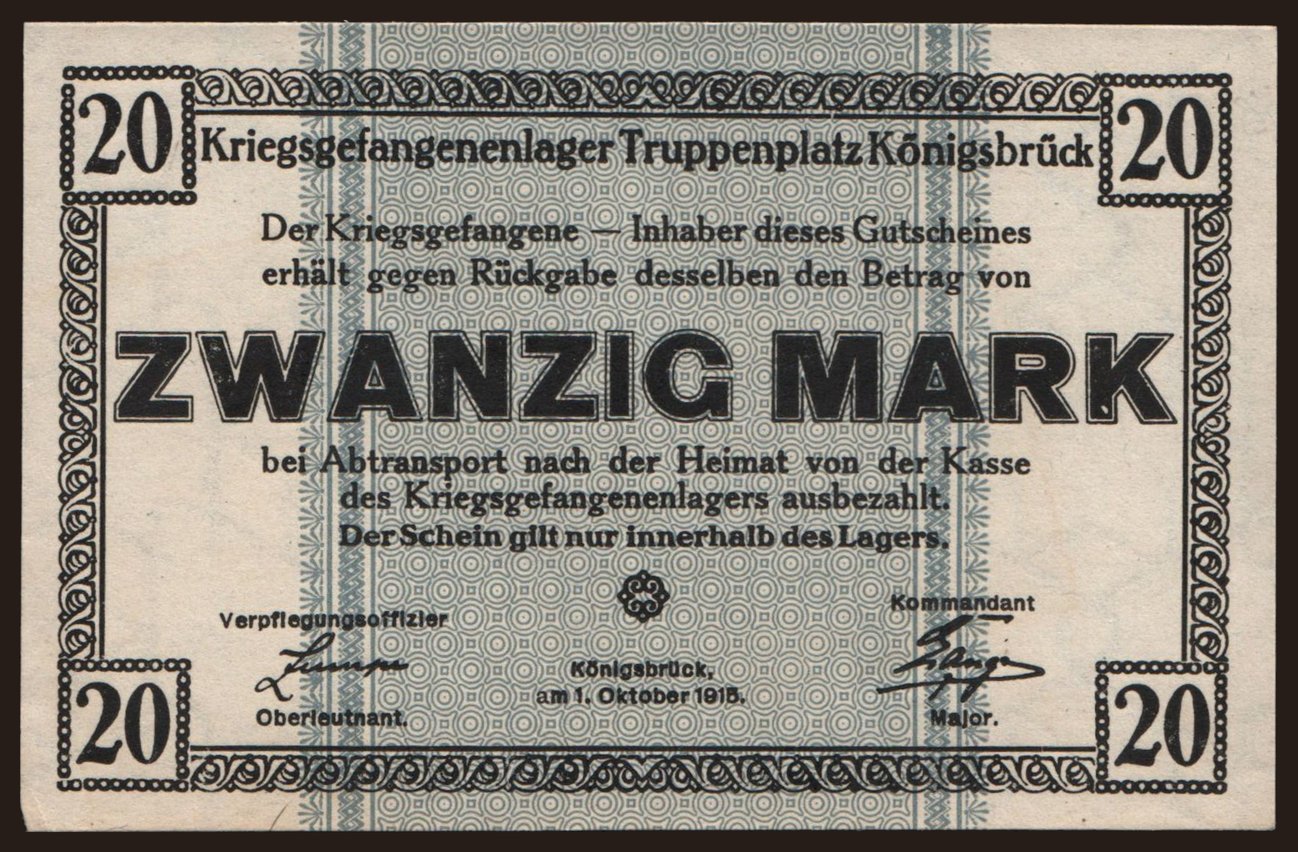 20 20
Kriegsgefangenenlager Truppenplatz Königsbrück
Der Kriegsgefangene — Inhaber dieses Gutscheines
erhält gegen Rückgabe desselben den Betrag von
ZWANZIG MARK
bei Abtransport nach der Heimat von der Kasse
des Kriegsgefangenenlagers ausbezahlt.
Der Schein gilt nur innerhalb des Lagers.
Verpflegungsoffizier
Kommandant
Königsbrück,
am 1. Oktober 1915.
Oberleutnant.
Major.
20 20